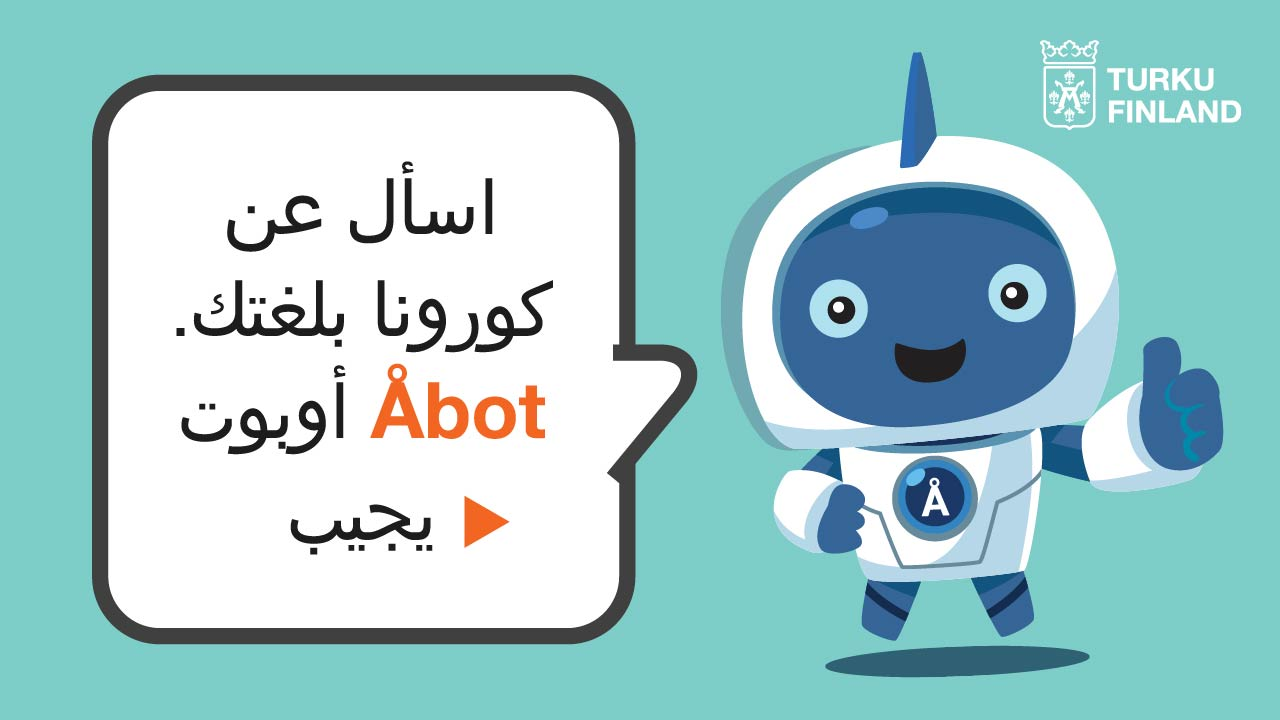 اسأل عن
كورونا بلغتك.
Åbot أوبوت
يجيب
Å
TURKU
FINLAND